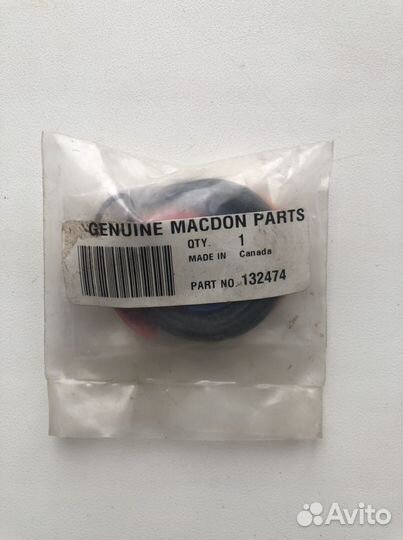 GENUINE MACDON PARTS
QTY. 1
MADE IN Canada
PART NO. 132474
Avito